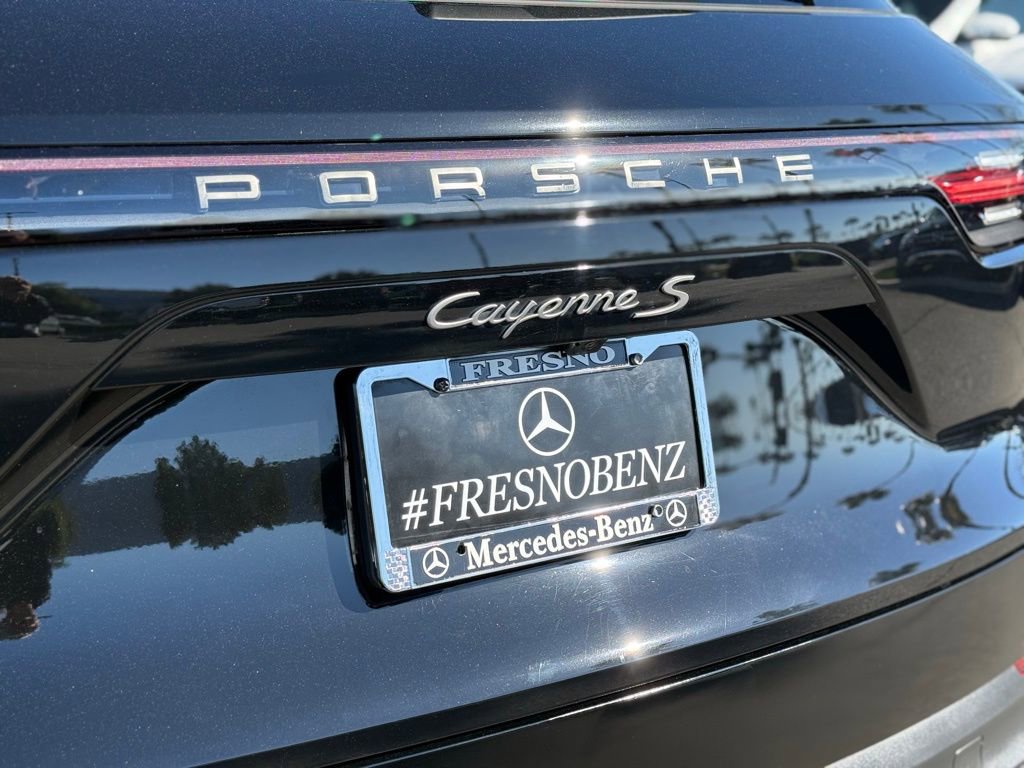 PORSCHE
Cayenne S
FRESNO
#FRESNOBENZ
Mercedes-Benz